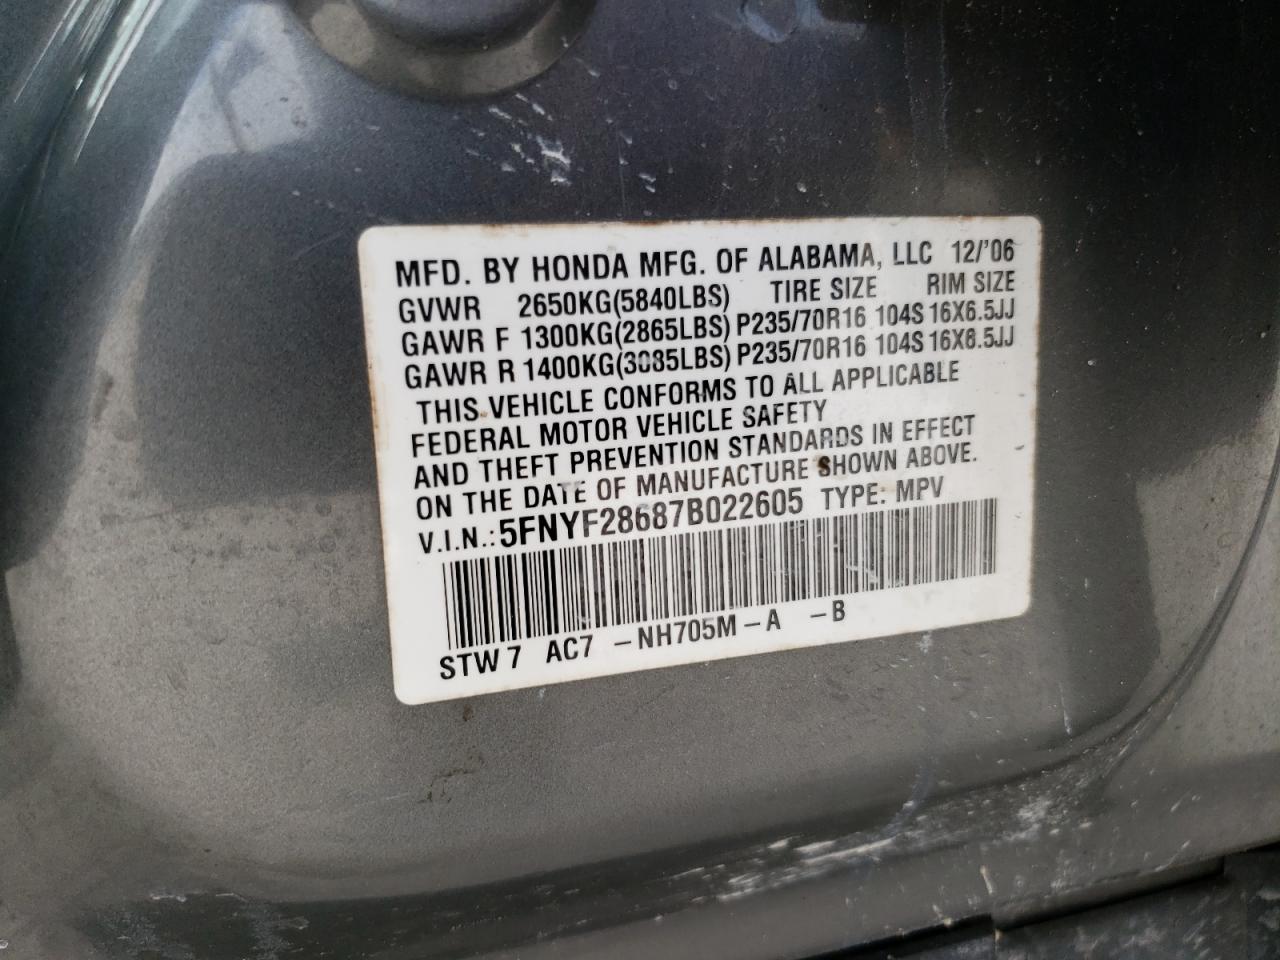 MFD. BY HONDA MFG. OF ALABAMA, LLC 12/'06
GVWR 2650KG(5840LBS) TIRE SIZE RIM SIZE
GAWR F 1300KG(2865LBS) P235/70R16 104S 16X6.5JJ
GAWR R 1400KG(3085LBS) P235/70R16 104S 16X6.5JJ
THIS VEHICLE CONFORMS TO ALL APPLICABLE
FEDERAL MOTOR VEHICLE SAFETY
AND THEFT PREVENTION STANDARDS IN EFFECT
ON THE DATE OF MANUFACTURE SHOWN ABOVE.
V.I.N.: 5FNYF28687B022605 TYPE: MPV
STW 7 AC7 -NH705M-A -B